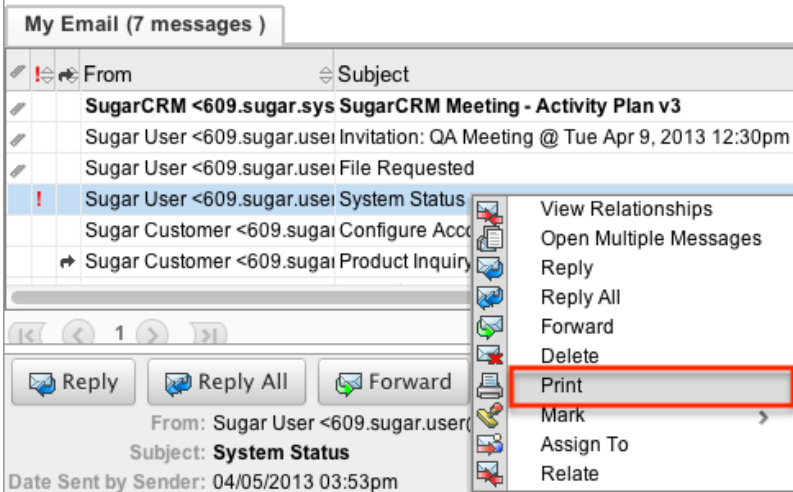 My Email (7 messages )
! From Subject
SugarCRM <609.sugar.sys SugarCRM Meeting - Activity Plan v3
Sugar User <609.sugar.user Invitation: QA Meeting @ Tue Apr 9, 2013 12:30pm
Sugar User <609.sugar.user File Requested
! Sugar User <609.sugar.user System Status
Sugar Customer <609.sugar Configure Acco
Sugar Customer <609.sugar Product Inquiry
View Relationships
Open Multiple Messages
Reply
Reply All
Forward
Delete
Print
Mark
Assign To
Relate
1
Reply Reply All Forward
From: Sugar User <609.sugar.user(
Subject: System Status
Date Sent by Sender: 04/05/2013 03:53pm